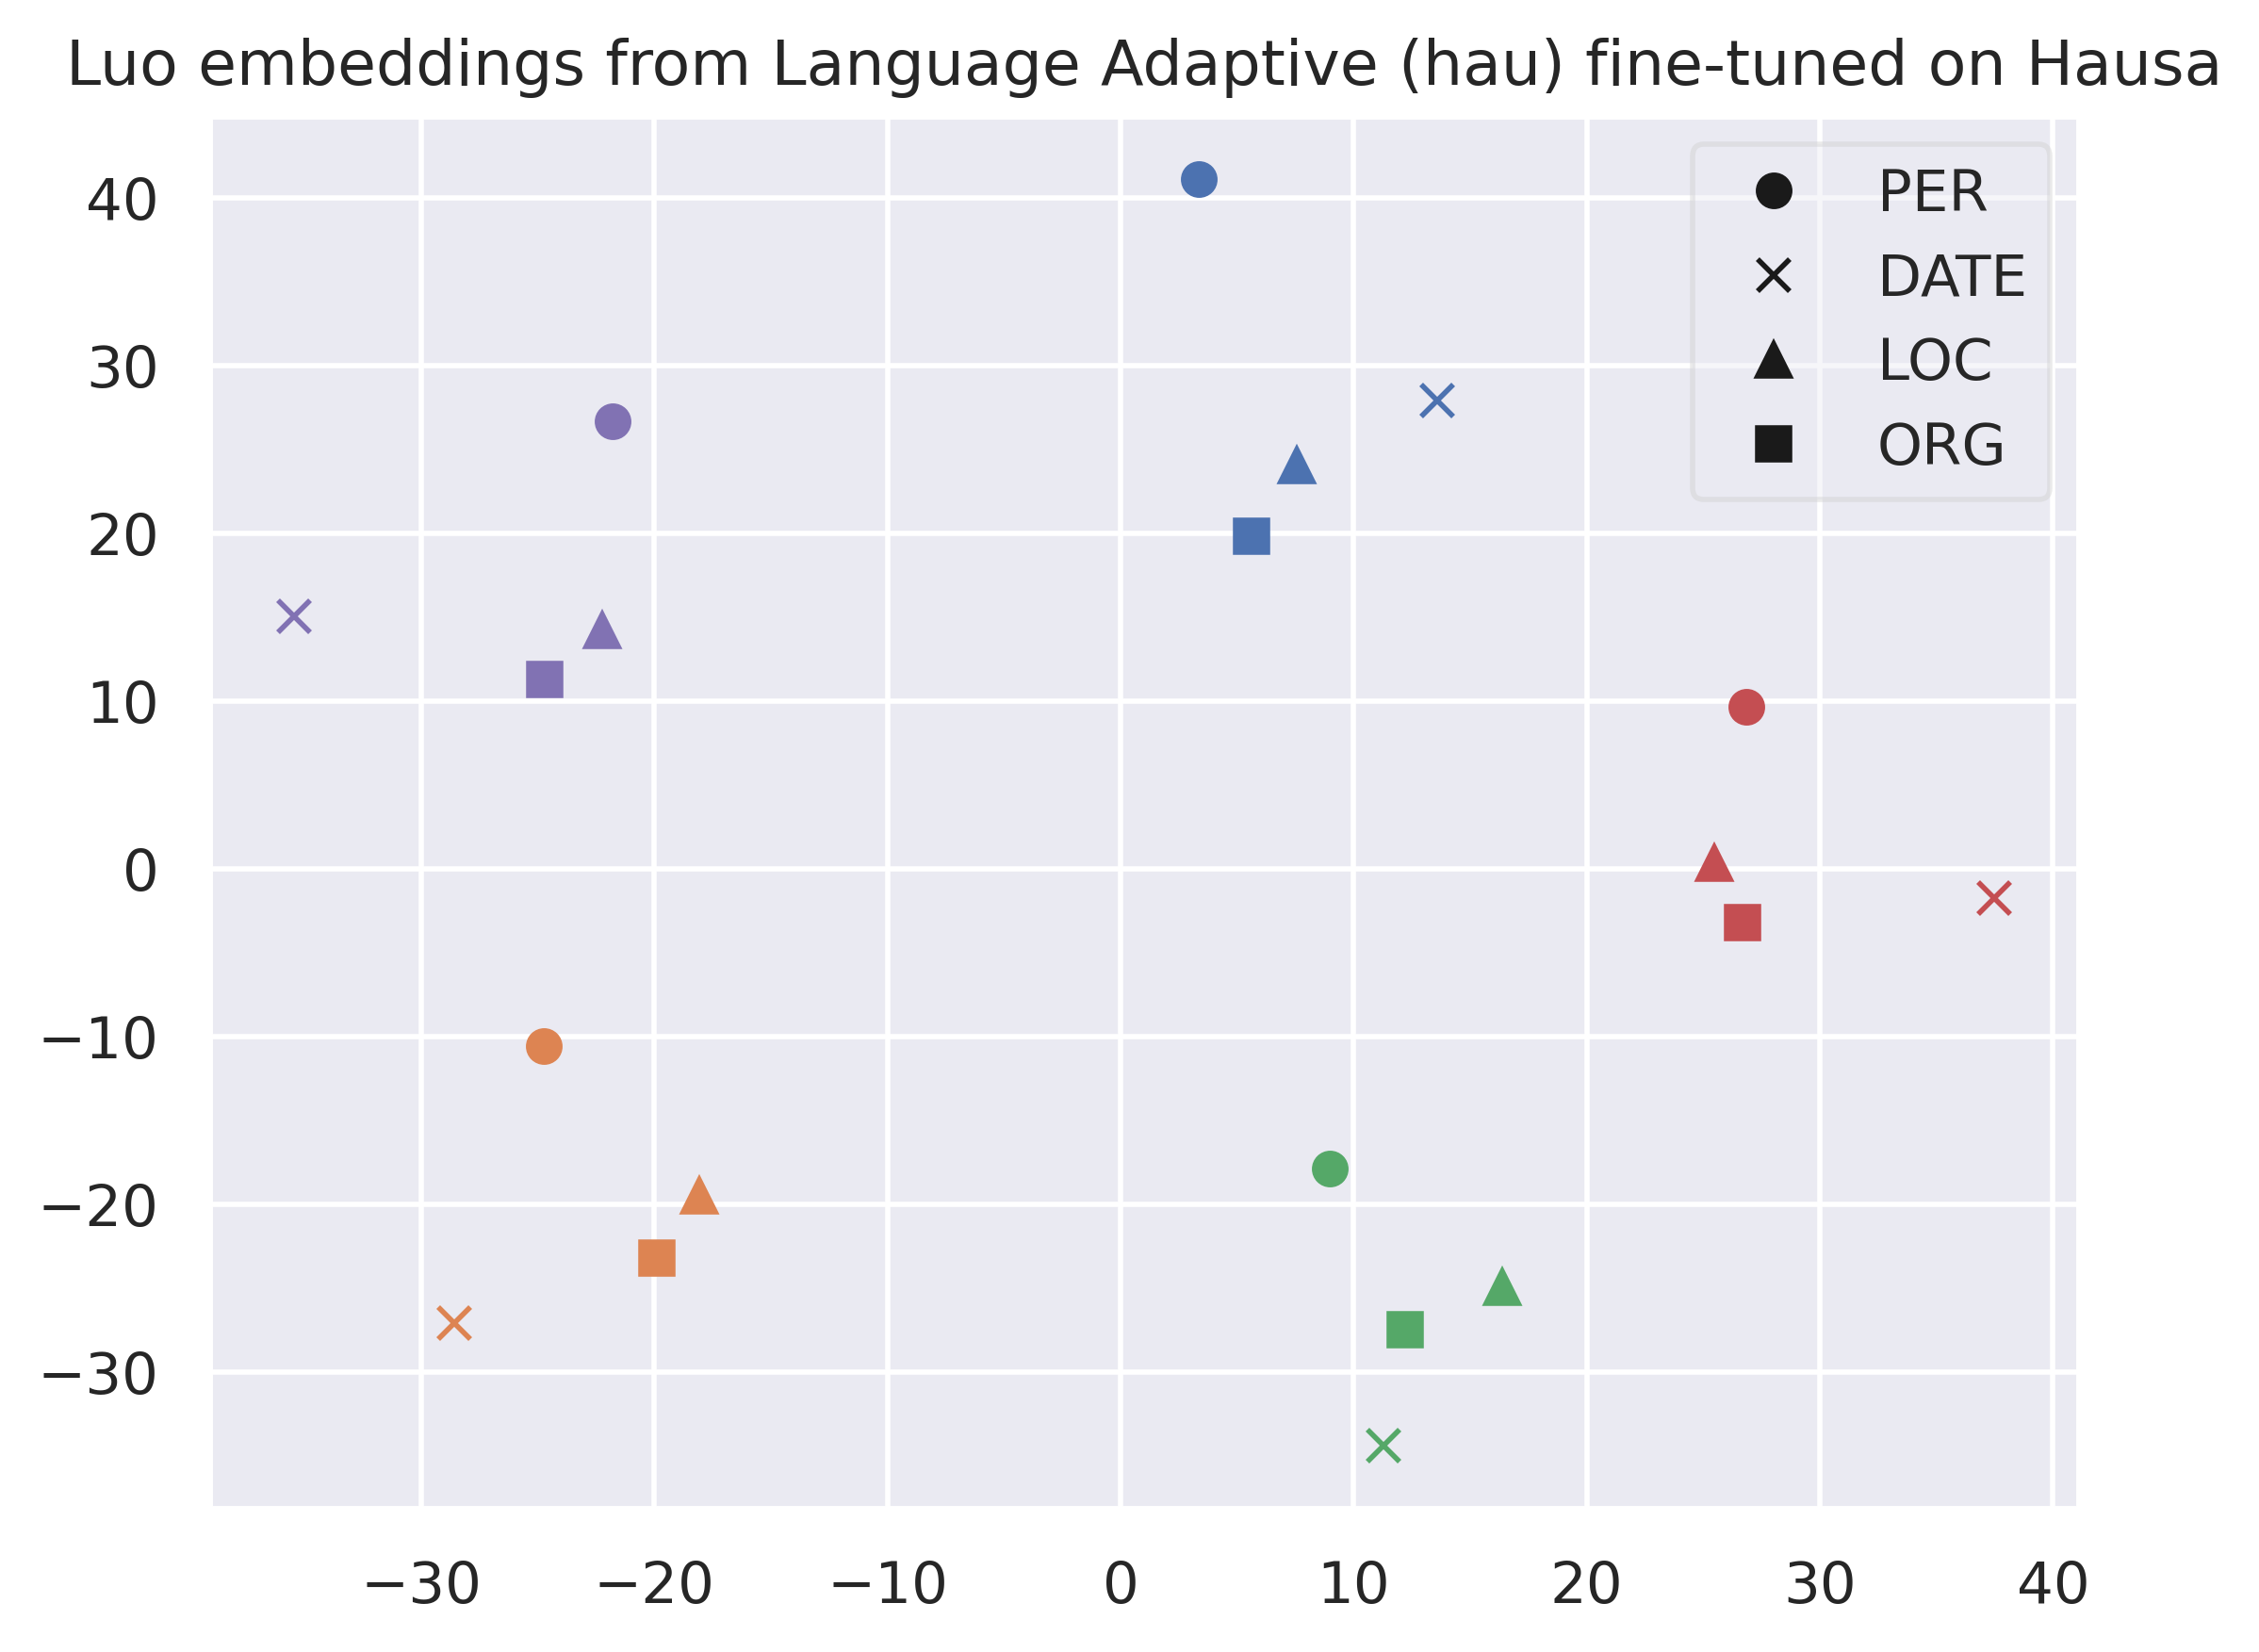 Luo embeddings from Language Adaptive (hau) fine-tuned on Hausa
PER
DATE
LOC
ORG
40
30
20
10
0
−10
−20
−30
−30 −20 −10 0 10 20 30 40